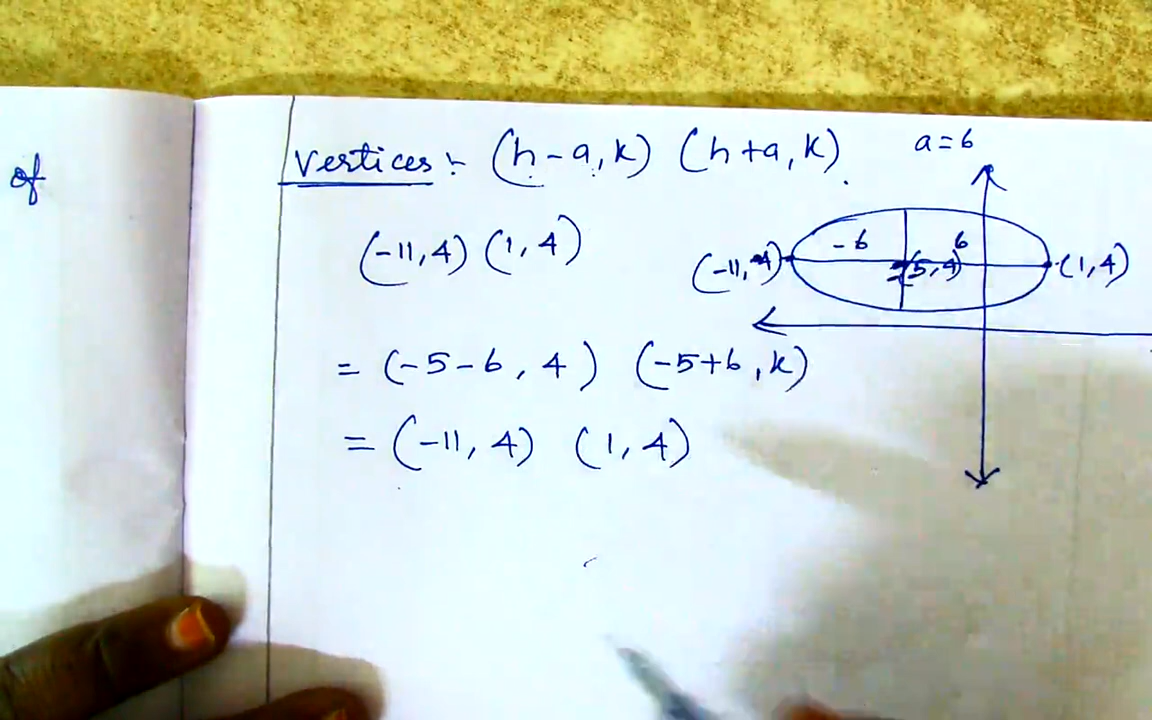 of
Vertices :- (h-a, k) (h+a, k).
a=6
(-11,4) (1,4)
-6
6
(-11,4)
(-5,4)
(1,4)
= (-5-6, 4) (-5+6, k)
= (-11, 4) (1, 4)